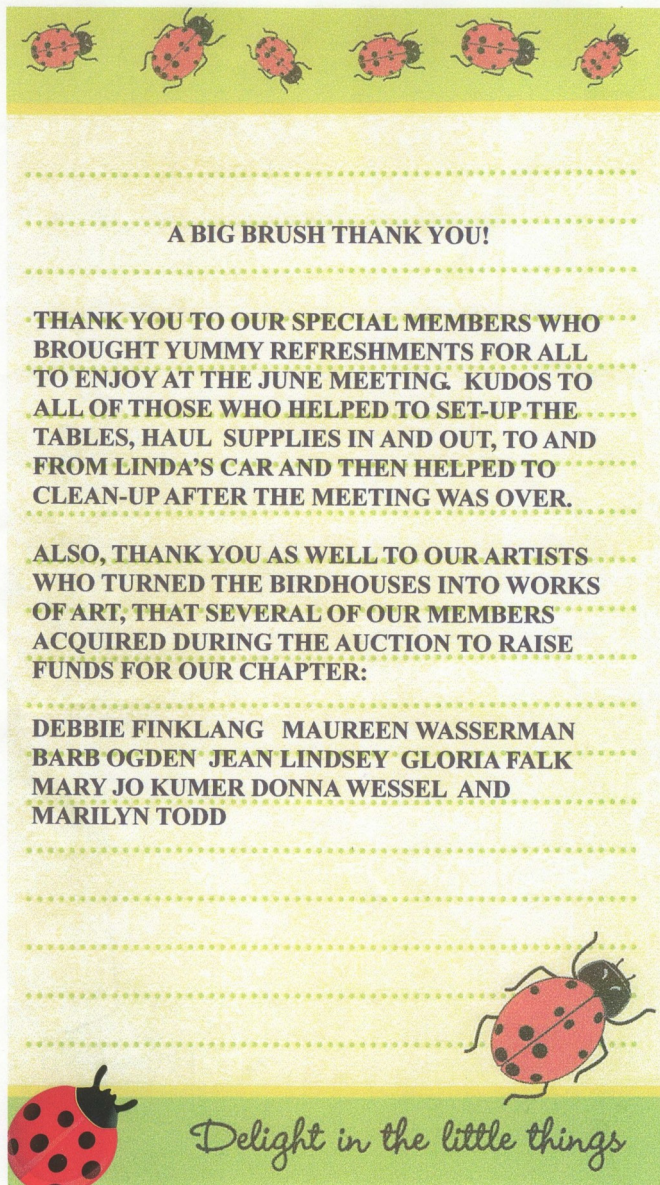 A BIG BRUSH THANK YOU!
THANK YOU TO OUR SPECIAL MEMBERS WHO
BROUGHT YUMMY REFRESHMENTS FOR ALL
TO ENJOY AT THE JUNE MEETING. KUDOS TO
ALL OF THOSE WHO HELPED TO SET-UP THE
TABLES, HAUL SUPPLIES IN AND OUT, TO AND
FROM LINDA'S CAR AND THEN HELPED TO
CLEAN-UP AFTER THE MEETING WAS OVER.
ALSO, THANK YOU AS WELL TO OUR ARTISTS
WHO TURNED THE BIRDHOUSES INTO WORKS
OF ART, THAT SEVERAL OF OUR MEMBERS
ACQUIRED DURING THE AUCTION TO RAISE
FUNDS FOR OUR CHAPTER:
DEBBIE FINKLANG MAUREEN WASSERMAN
BARB OGDEN JEAN LINDSEY GLORIA FALK
MARY JO KUMER DONNA WESSEL AND
MARILYN TODD
Delight in the little things